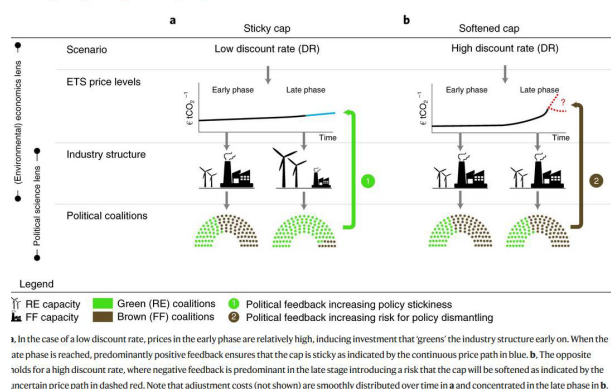 a
b
Sticky cap
Softened cap
Scenario
Low discount rate (DR)
High discount rate (DR)
(Environmental) economics lens
Political science lens
ETS price levels
€ tCO₂⁻¹
Early phase
Late phase
Time
€ tCO₂⁻¹
Early phase
Late phase
?
Time
Industry structure
1
2
Political coalitions
Legend
RE capacity
Green (RE) coalitions
1 Political feedback increasing policy stickiness
FF capacity
Brown (FF) coalitions
2 Political feedback increasing risk for policy dismantling
In the case of a low discount rate, prices in the early phase are relatively high, inducing investment that 'greens' the industry structure early on. When the
late phase is reached, predominantly positive feedback ensures that the cap is sticky as indicated by the continuous price path in blue. b, The opposite
holds for a high discount rate, where negative feedback is predominant in the late stage introducing a risk that the cap will be softened as indicated by the
uncertain price path in dashed red. Note that adjustment costs (not shown) are smoothly distributed over time in a and concentrated in the late phase in